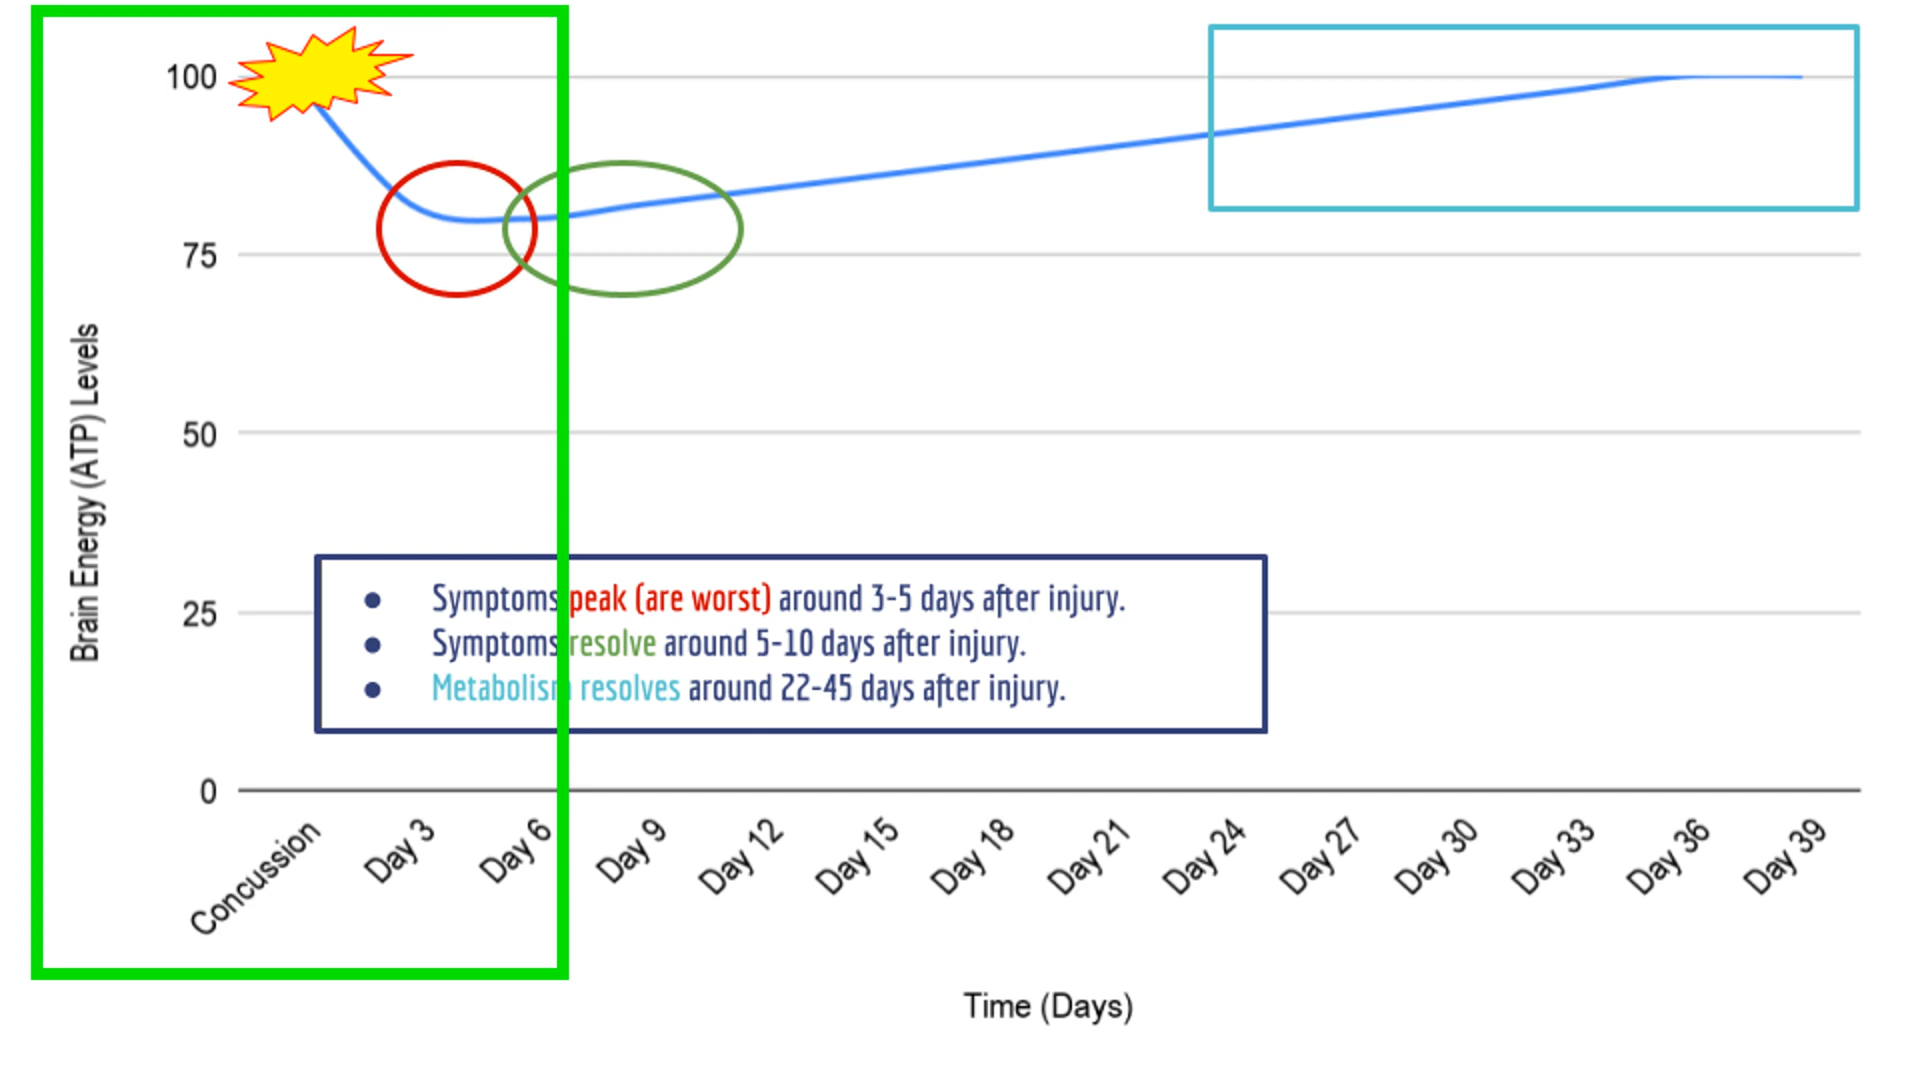 100
75
50
25
0
Brain Energy (ATP) Levels
● Symptoms peak (are worst) around 3-5 days after injury.
● Symptoms resolve around 5-10 days after injury.
● Metabolism resolves around 22-45 days after injury.
Concussion
Day 3
Day 6
Day 9
Day 12
Day 15
Day 18
Day 21
Day 24
Day 27
Day 30
Day 33
Day 36
Day 39
Time (Days)